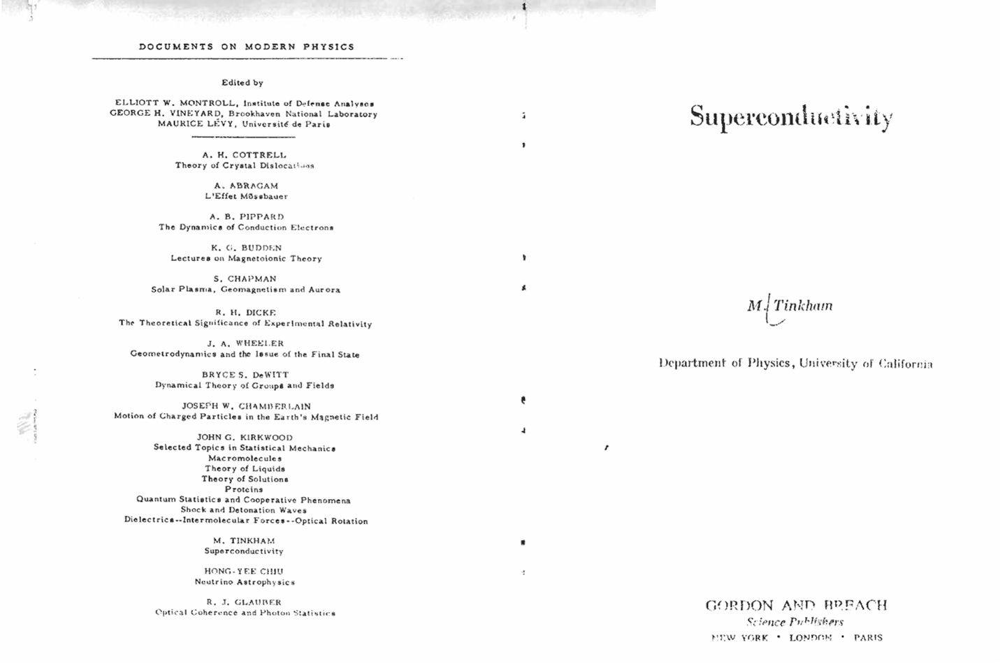 DOCUMENTS ON MODERN PHYSICS
Edited by
ELLIOTT W. MONTROLL, Institute of Defense Analyses
GEORGE H. VINEYARD, Brookhaven National Laboratory
MAURICE LÉVY, Université de Paris
A. H. COTTRELL
Theory of Crystal Dislocations
A. ABRAGAM
L'Effet Mössbauer
A. B. PIPPARD
The Dynamics of Conduction Electrons
K. G. BUDDEN
Lectures on Magnetoionic Theory
S. CHAPMAN
Solar Plasma, Geomagnetism and Aurora
R. H. DICKE
The Theoretical Significance of Experimental Relativity
J. A. WHEELER
Geometrodynamics and the Issue of the Final State
BRYCE S. DeWITT
Dynamical Theory of Groups and Fields
JOSEPH W. CHAMBERLAIN
Motion of Charged Particles in the Earth's Magnetic Field
JOHN G. KIRKWOOD
Selected Topics in Statistical Mechanics
Macromolecules
Theory of Liquids
Theory of Solutions
Proteins
Quantum Statistics and Cooperative Phenomena
Shock and Detonation Waves
Dielectrics--Intermolecular Forces--Optical Rotation
M. TINKHAM
Superconductivity
HONG-YEE CHIU
Neutrino Astrophysics
R. J. GLAUBER
Optical Coherence and Photon Statistics
Superconductivity
M. Tinkham
Department of Physics, University of California
GORDON AND BREACH
Science Publishers
NEW YORK • LONDON • PARIS